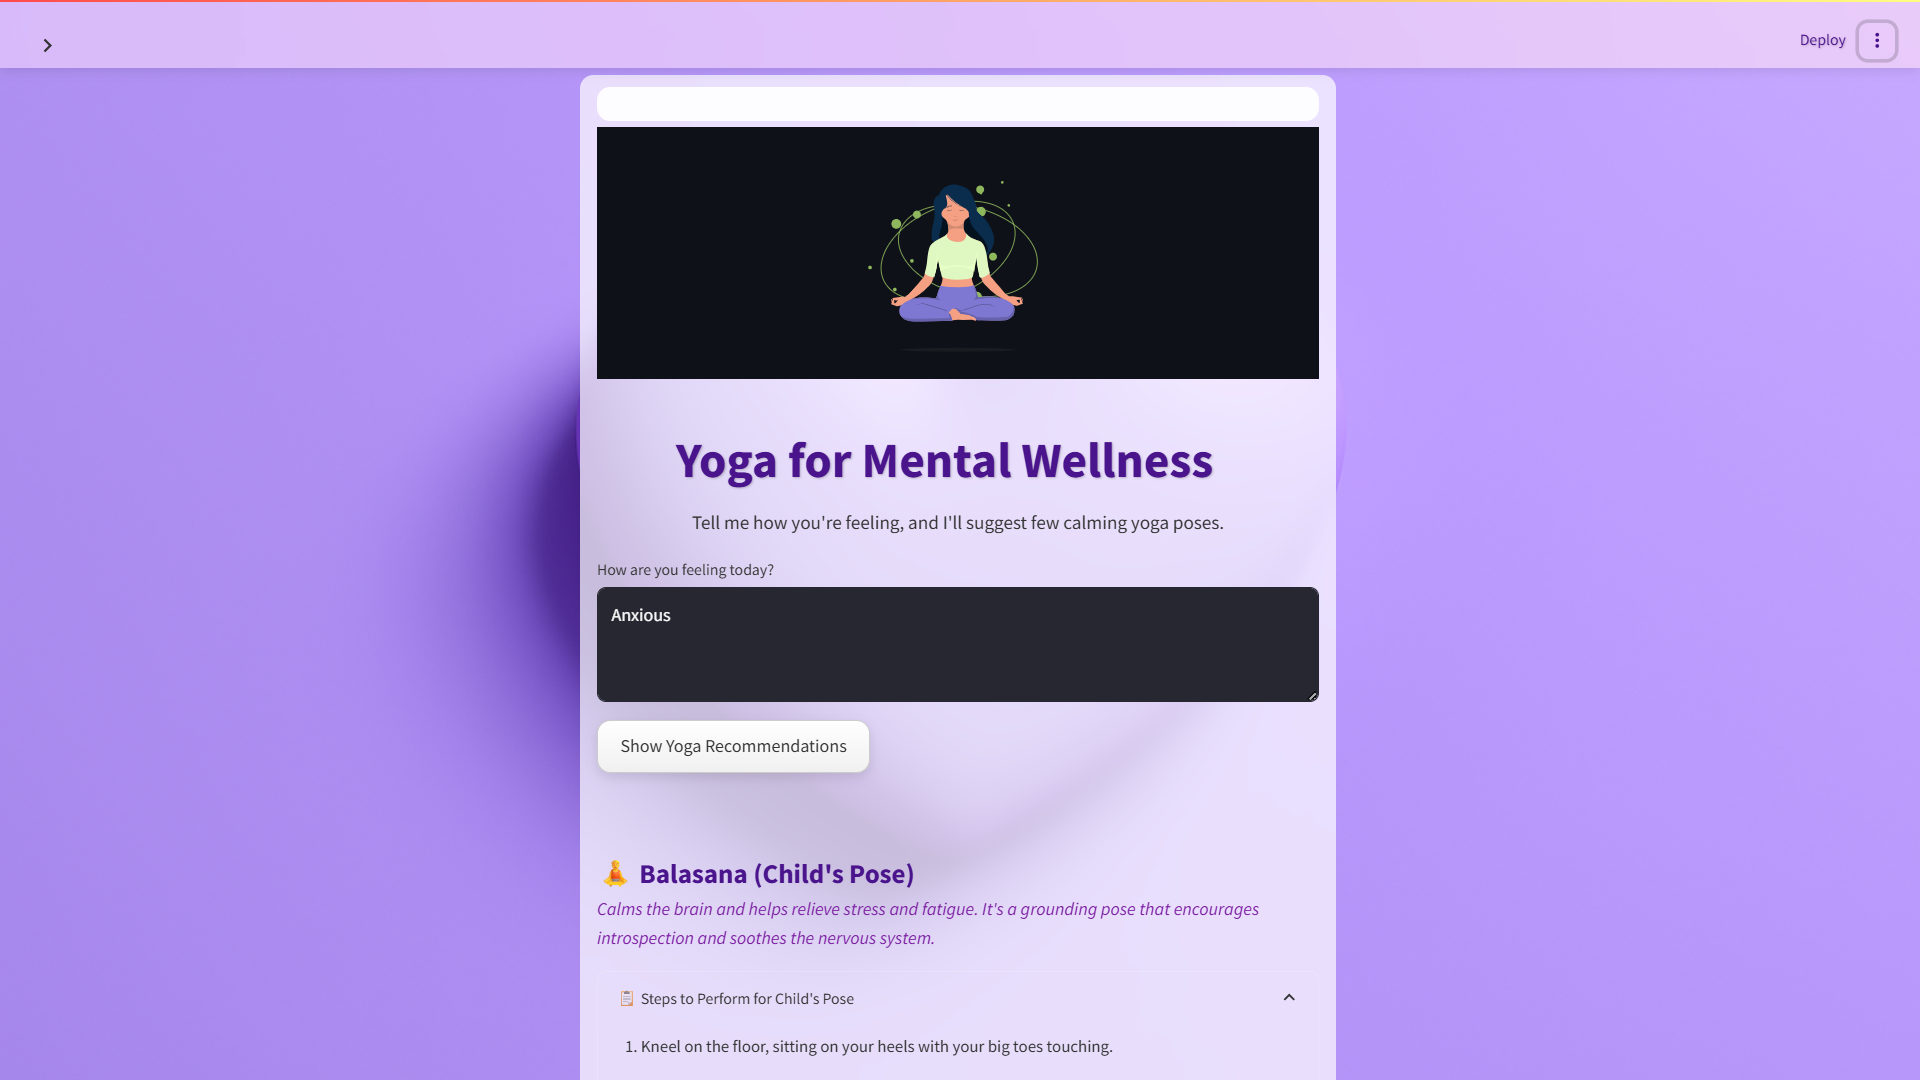 Deploy
Yoga for Mental Wellness
Tell me how you're feeling, and I'll suggest few calming yoga poses.
How are you feeling today?
Anxious
Show Yoga Recommendations
Balasana (Child's Pose)
Calms the brain and helps relieve stress and fatigue. It's a grounding pose that encourages
introspection and soothes the nervous system.
Steps to Perform for Child's Pose
1. Kneel on the floor, sitting on your heels with your big toes touching.